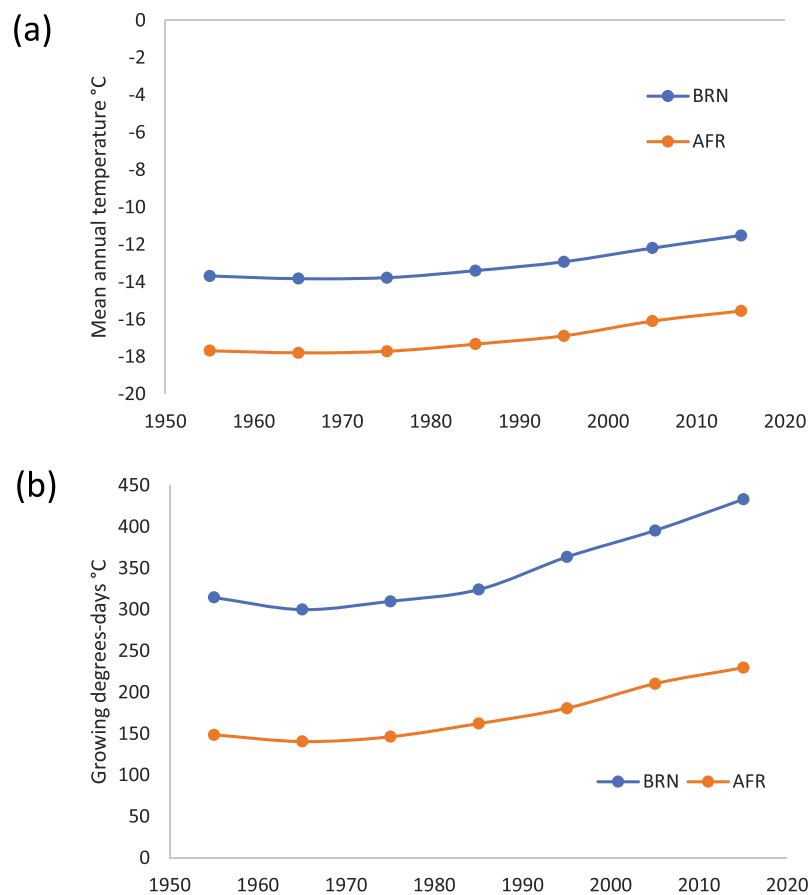 (a)
Mean annual temperature °C
0
-2
-4
-6
-8
-10
-12
-14
-16
-18
-20
BRN
AFR
1950 1960 1970 1980 1990 2000 2010 2020
(b)
Growing degrees-days °C
450
400
350
300
250
200
150
100
50
0
BRN AFR
1950 1960 1970 1980 1990 2000 2010 2020